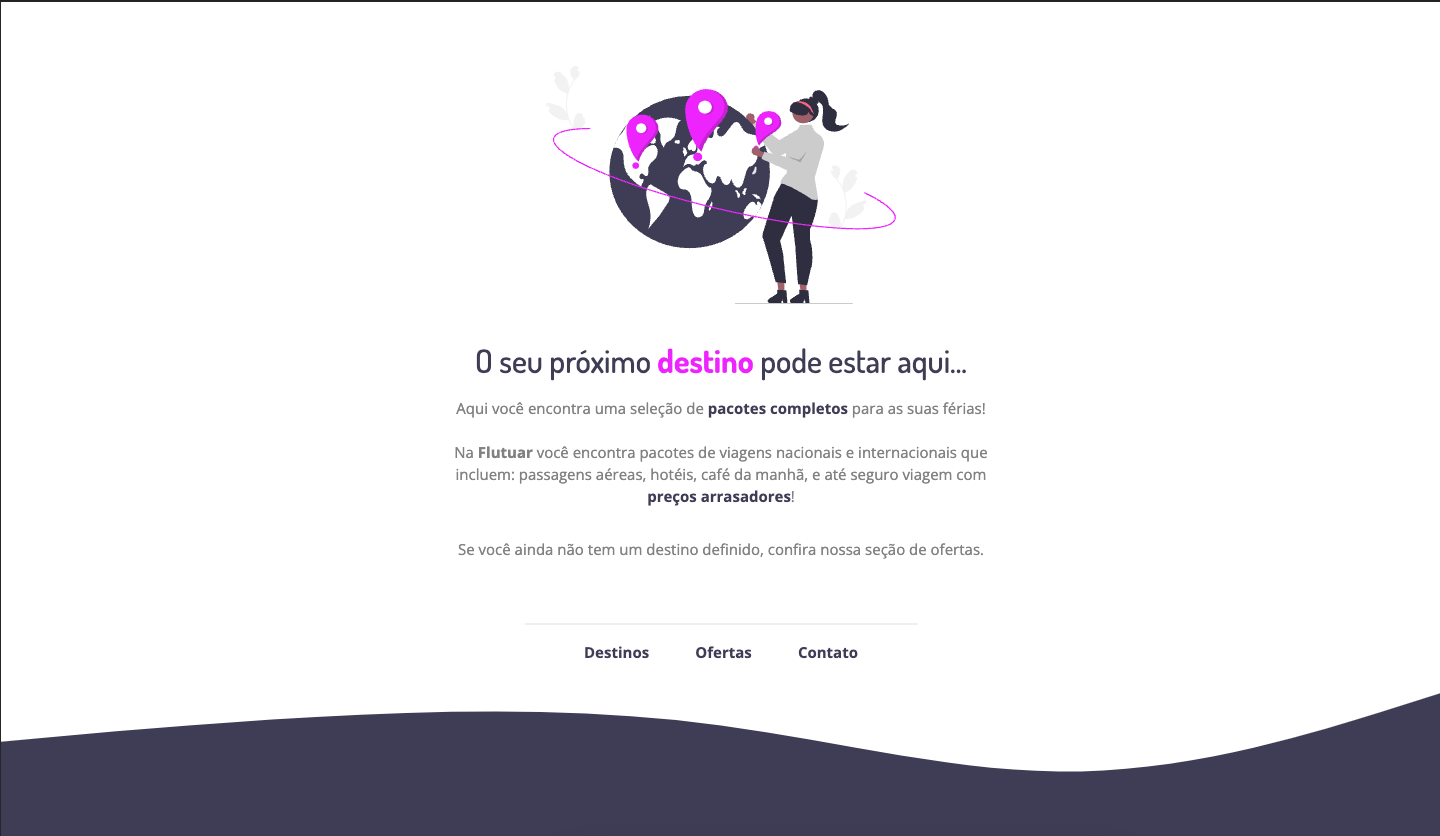 O seu próximo destino pode estar aqui...
Aqui você encontra uma seleção de pacotes completos para as suas férias!
Na Flutuar você encontra pacotes de viagens nacionais e internacionais que
incluem: passagens aéreas, hotéis, café da manhã, e até seguro viagem com
preços arrasadores!
Se você ainda não tem um destino definido, confira nossa seção de ofertas.
Destinos Ofertas Contato